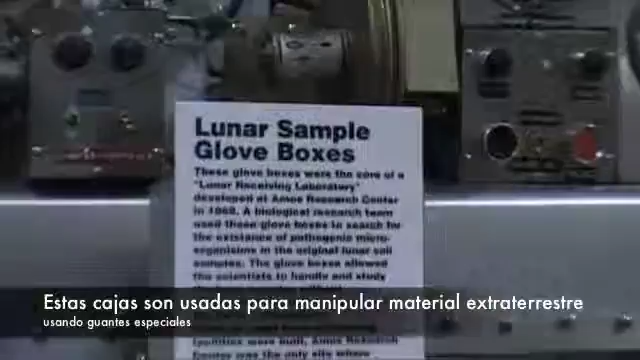 Lunar Sample
Glove Boxes
These glove boxes were the core of a
"Lunar Receiving Laboratory"
developed at Ames Research Center
in 1968. A biological research team
used these glove boxes to search for
the existence of pathogenic micro-
organisms in the original lunar soil
samples. The glove boxes allowed
the scientists to handle and study
Estas cajas son usadas para manipular material extraterrestre
usando guantes especiales
facilities were built, Ames Research
Center was the only site where